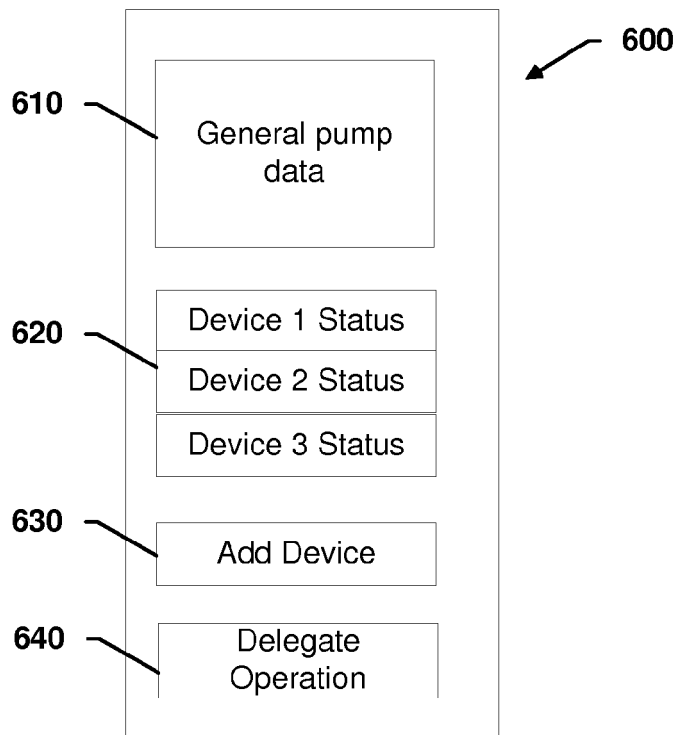 600
610
General pump
data
620
Device 1 Status
Device 2 Status
Device 3 Status
630
Add Device
640
Delegate
Operation